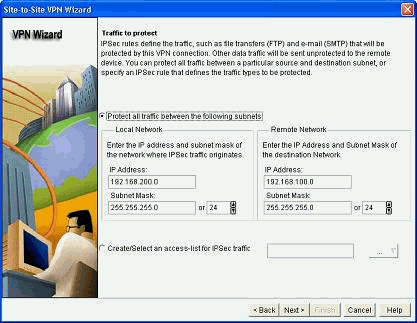 Site-to-Site VPN Wizard
VPN Wizard
Traffic to protect
IPSec rules define the traffic, such as file transfers (FTP) and e-mail (SMTP) that will be
protected by this VPN connection. Other data traffic will be sent unprotected to the remote
device. You can protect all traffic between a particular source and destination subnet, or
specify an IPSec rule that defines the traffic types to be protected.
Protect all traffic between the following subnets
Local Network
Enter the IP address and subnet mask of
the network where IPSec traffic originates.
IP Address:
192.168.200.0
Subnet Mask:
255.255.255.0 or 24
Remote Network
Enter the IP Address and Subnet Mask of
the destination Network.
IP Address:
192.168.100.0
Subnet Mask:
255.255.255.0 or 24
Create/Select an access-list for IPSec traffic
...
< Back Next > Finish Cancel Help